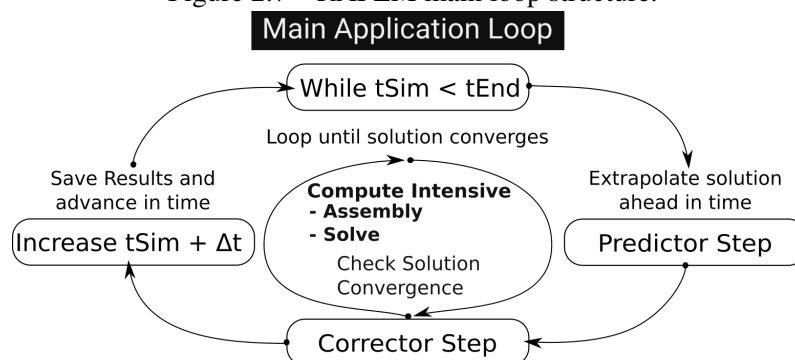 Main Application Loop
While tSim < tEnd
Loop until solution converges
Save Results and
advance in time
Extrapolate solution
ahead in time
Compute Intensive
- Assembly
- Solve
Increase tSim + Δt
Predictor Step
Check Solution
Convergence
Corrector Step